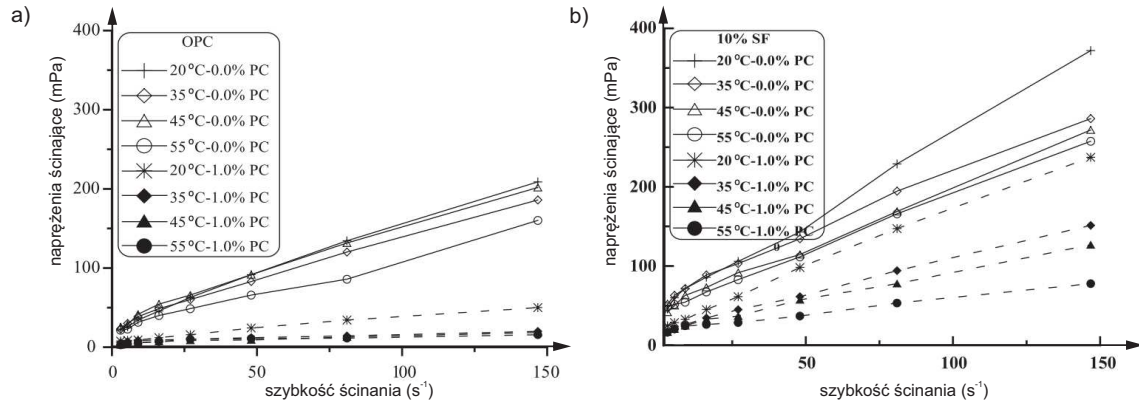 a)
naprężenia ścinające (mPa)
400
300
200
100
0
OPC
20°C-0.0% PC
35°C-0.0% PC
45°C-0.0% PC
55°C-0.0% PC
20°C-1.0% PC
35°C-1.0% PC
45°C-1.0% PC
55°C-1.0% PC
0
50
100
150
szybkość ścinania (s⁻¹)
b)
naprężenia ścinające (mPa)
400
300
200
100
0
10% SF
20°C-0.0% PC
35°C-0.0% PC
45°C-0.0% PC
55°C-0.0% PC
20°C-1.0% PC
35°C-1.0% PC
45°C-1.0% PC
55°C-1.0% PC
50
100
150
szybkość ścinania (s⁻¹)